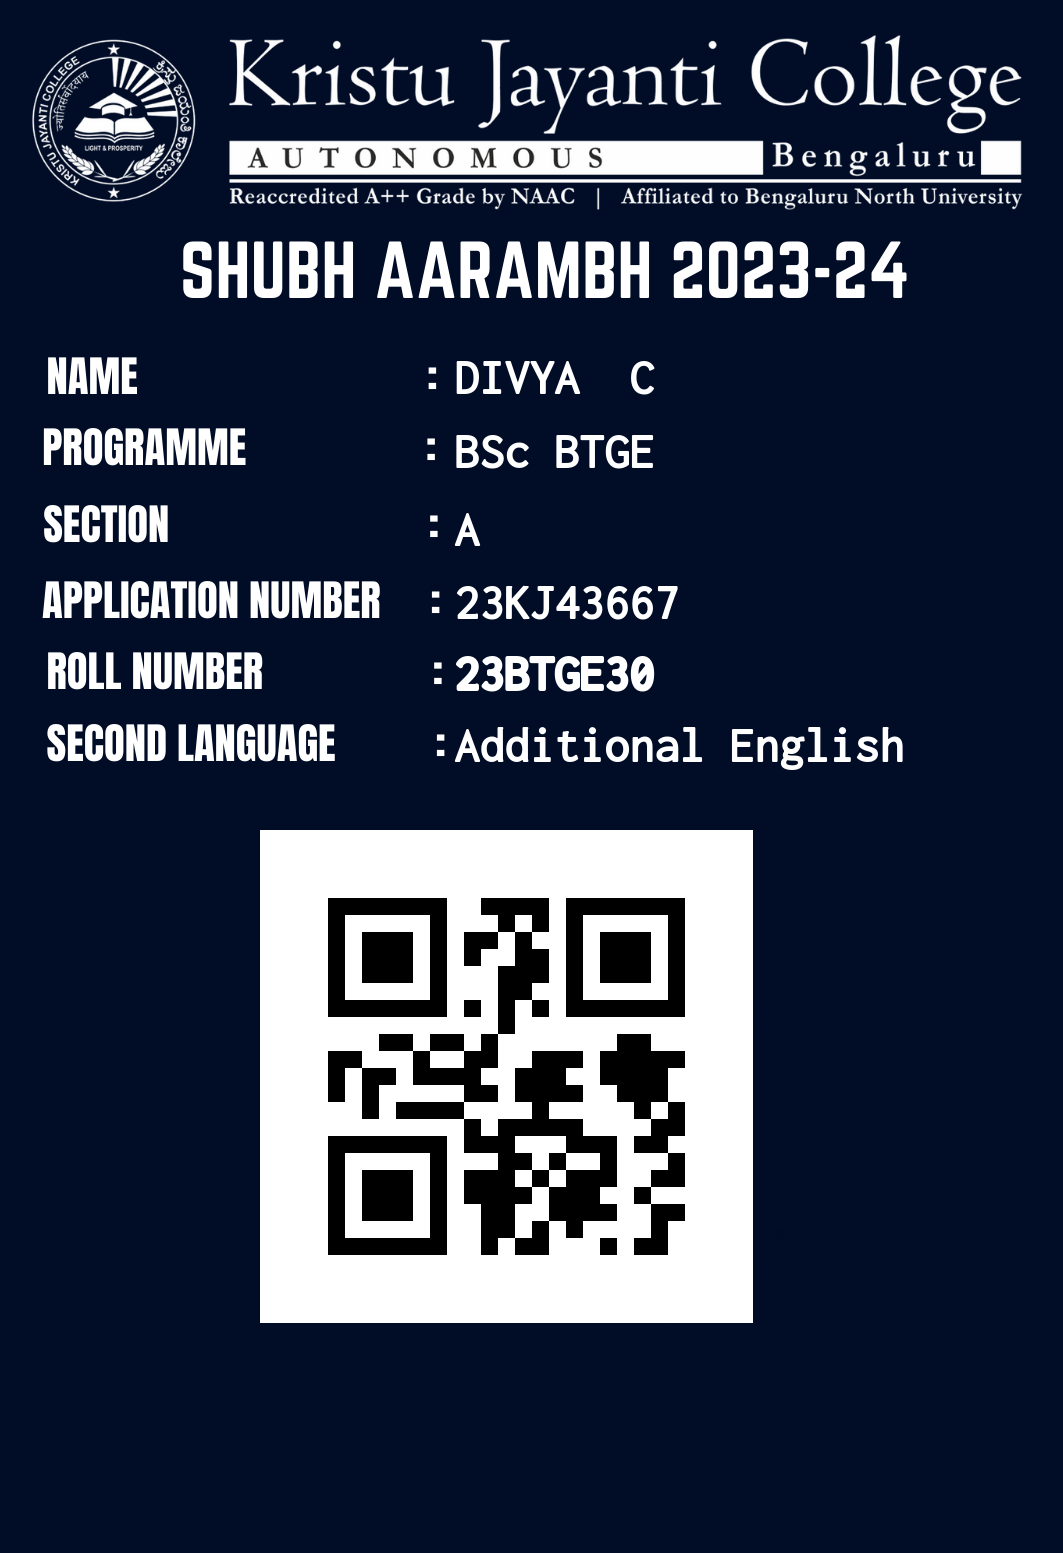 KRISTU JAYANTI COLLEGE
ಕ್ರಿಸ್ತು ಜಯಂತಿ ಕಾಲೇಜು
LIGHT & PROSPERITY
Kristu Jayanti College
AUTONOMOUS Bengaluru
Reaccredited A++ Grade by NAAC | Affiliated to Bengaluru North University
SHUBH AARAMBH 2023-24
NAME : DIVYA C
PROGRAMME : BSc BTGE
SECTION : A
APPLICATION NUMBER : 23KJ43667
ROLL NUMBER : 23BTGE30
SECOND LANGUAGE : Additional English